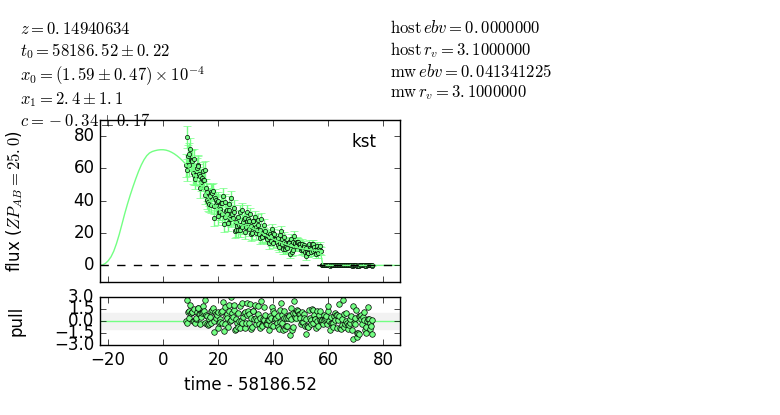 z = 0.14940634
t₀ = 58186.52 ± 0.22
x₀ = (1.59 ± 0.47) × 10⁻⁴
x₁ = 2.4 ± 1.1
c = −0.34 ± 0.17
host ebv = 0.0000000
host r_v = 3.1000000
mw ebv = 0.041341225
mw r_v = 3.1000000
kst
flux (ZP_AB = 25.0)
80
60
40
20
0
pull
3.0
1.5
0.0
−1.5
−3.0
−20 0 20 40 60 80
time - 58186.52